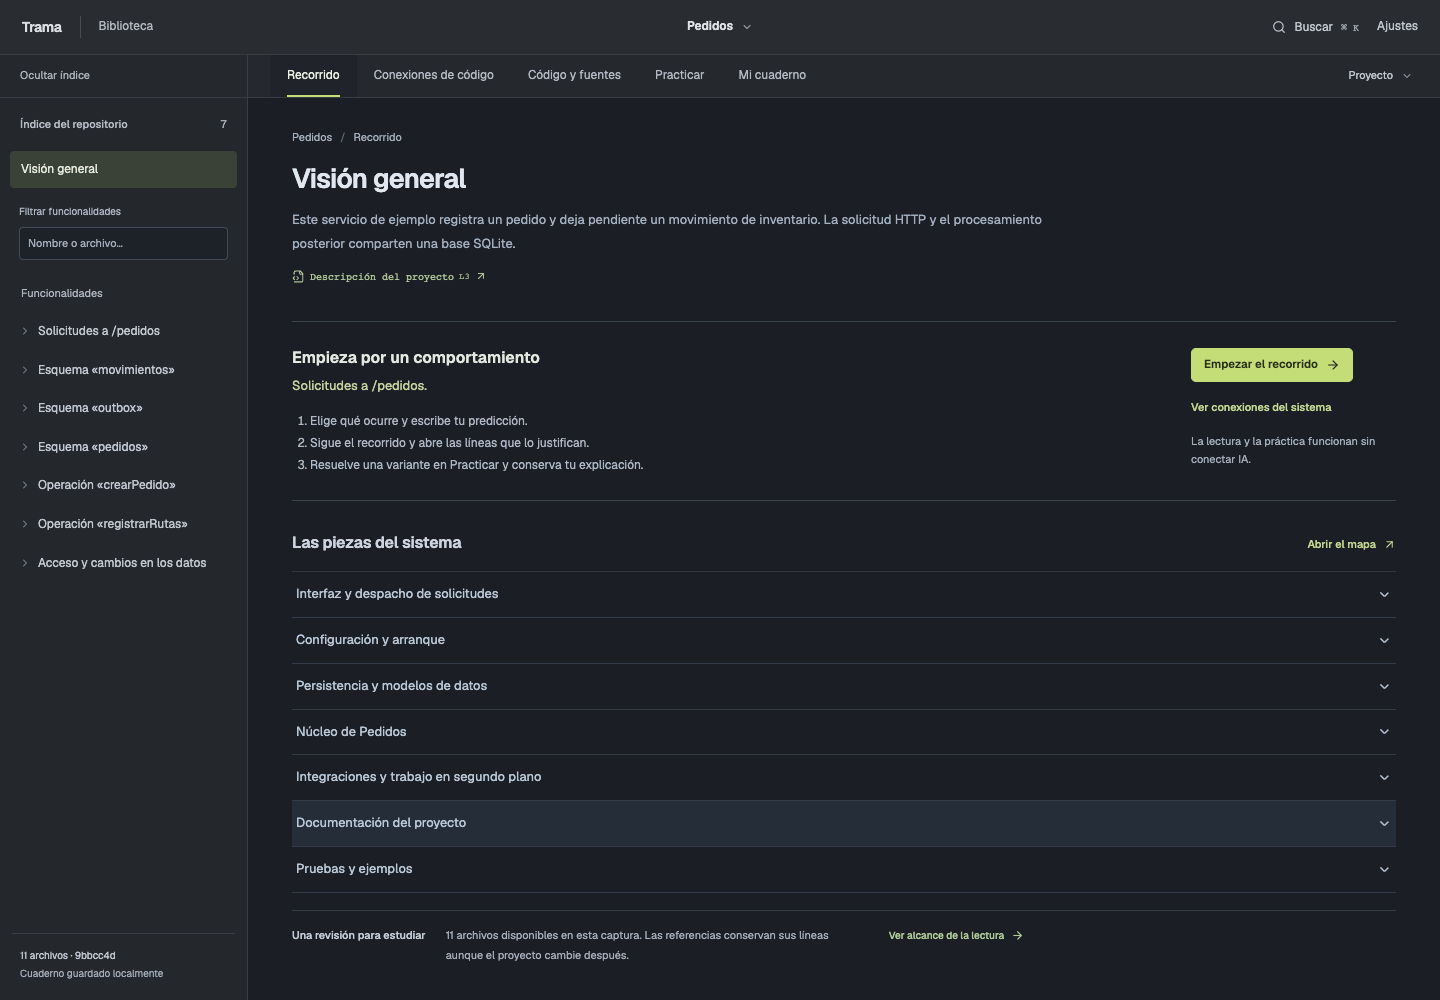 Trama
Biblioteca
Pedidos
Buscar ⌘ K
Ajustes
Ocultar índice
Recorrido
Conexiones de código
Código y fuentes
Practicar
Mi cuaderno
Proyecto
Índice del repositorio 7
Visión general
Filtrar funcionalidades
Nombre o archivo...
Funcionalidades
Solicitudes a /pedidos
Esquema «movimientos»
Esquema «outbox»
Esquema «pedidos»
Operación «crearPedido»
Operación «registrarRutas»
Acceso y cambios en los datos
11 archivos · 9bbcc4d
Cuaderno guardado localmente
Pedidos / Recorrido
Visión general
Este servicio de ejemplo registra un pedido y deja pendiente un movimiento de inventario. La solicitud HTTP y el procesamiento
posterior comparten una base SQLite.
Descripción del proyecto L3
Empieza por un comportamiento
Solicitudes a /pedidos.
1. Elige qué ocurre y escribe tu predicción.
2. Sigue el recorrido y abre las líneas que lo justifican.
3. Resuelve una variante en Practicar y conserva tu explicación.
Empezar el recorrido
Ver conexiones del sistema
La lectura y la práctica funcionan sin
conectar IA.
Las piezas del sistema
Abrir el mapa
Interfaz y despacho de solicitudes
Configuración y arranque
Persistencia y modelos de datos
Núcleo de Pedidos
Integraciones y trabajo en segundo plano
Documentación del proyecto
Pruebas y ejemplos
Una revisión para estudiar
11 archivos disponibles en esta captura. Las referencias conservan sus líneas
aunque el proyecto cambie después.
Ver alcance de la lectura